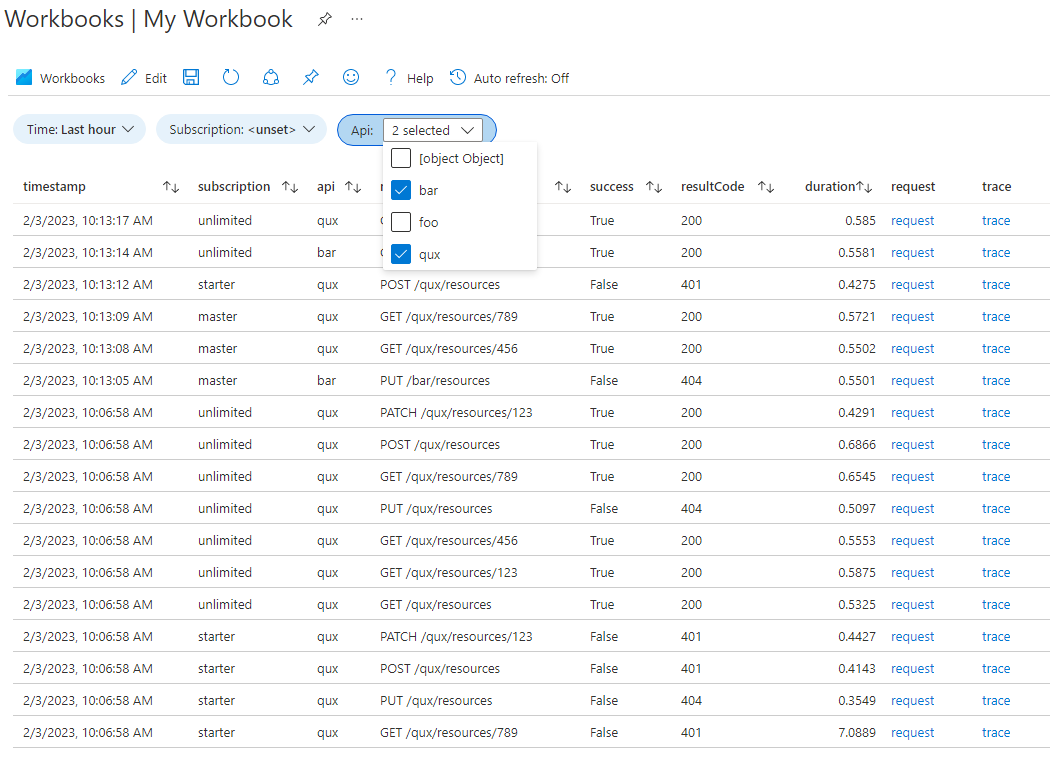 Workbooks | My Workbook ...
Workbooks Edit ? Help Auto refresh: Off
Time: Last hour Subscription: <unset> Api: 2 selected
[object Object]
bar
foo
qux
timestamp subscription api success resultCode duration request trace
2/3/2023, 10:13:17 AM unlimited qux True 200 0.585 request trace
2/3/2023, 10:13:14 AM unlimited bar True 200 0.5581 request trace
2/3/2023, 10:13:12 AM starter qux POST /qux/resources False 401 0.4275 request trace
2/3/2023, 10:13:09 AM master qux GET /qux/resources/789 True 200 0.5721 request trace
2/3/2023, 10:13:08 AM master qux GET /qux/resources/456 True 200 0.5502 request trace
2/3/2023, 10:13:05 AM master bar PUT /bar/resources False 404 0.5501 request trace
2/3/2023, 10:06:58 AM unlimited qux PATCH /qux/resources/123 True 200 0.4291 request trace
2/3/2023, 10:06:58 AM unlimited qux POST /qux/resources True 200 0.6866 request trace
2/3/2023, 10:06:58 AM unlimited qux GET /qux/resources/789 True 200 0.6545 request trace
2/3/2023, 10:06:58 AM unlimited qux PUT /qux/resources False 404 0.5097 request trace
2/3/2023, 10:06:58 AM unlimited qux GET /qux/resources/456 True 200 0.5553 request trace
2/3/2023, 10:06:58 AM unlimited qux GET /qux/resources/123 True 200 0.5875 request trace
2/3/2023, 10:06:58 AM unlimited qux GET /qux/resources True 200 0.5325 request trace
2/3/2023, 10:06:58 AM starter qux PATCH /qux/resources/123 False 401 0.4427 request trace
2/3/2023, 10:06:58 AM starter qux POST /qux/resources False 401 0.4143 request trace
2/3/2023, 10:06:58 AM starter qux PUT /qux/resources False 404 0.3549 request trace
2/3/2023, 10:06:58 AM starter qux GET /qux/resources/789 False 401 7.0889 request trace